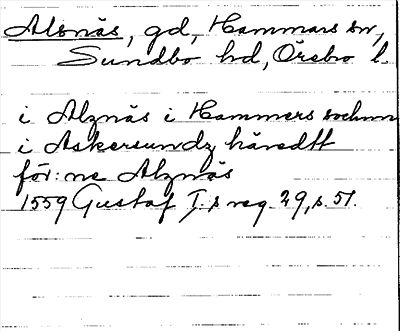 Alsnäs, gd, Hammars sn,
Sundbo hd, Örebro l.
i Alznäs i Hammers sochnn
i Askersundz häredtt
för: ne Alznäs
1559 Gustaf I:s reg. 29, s. 51.